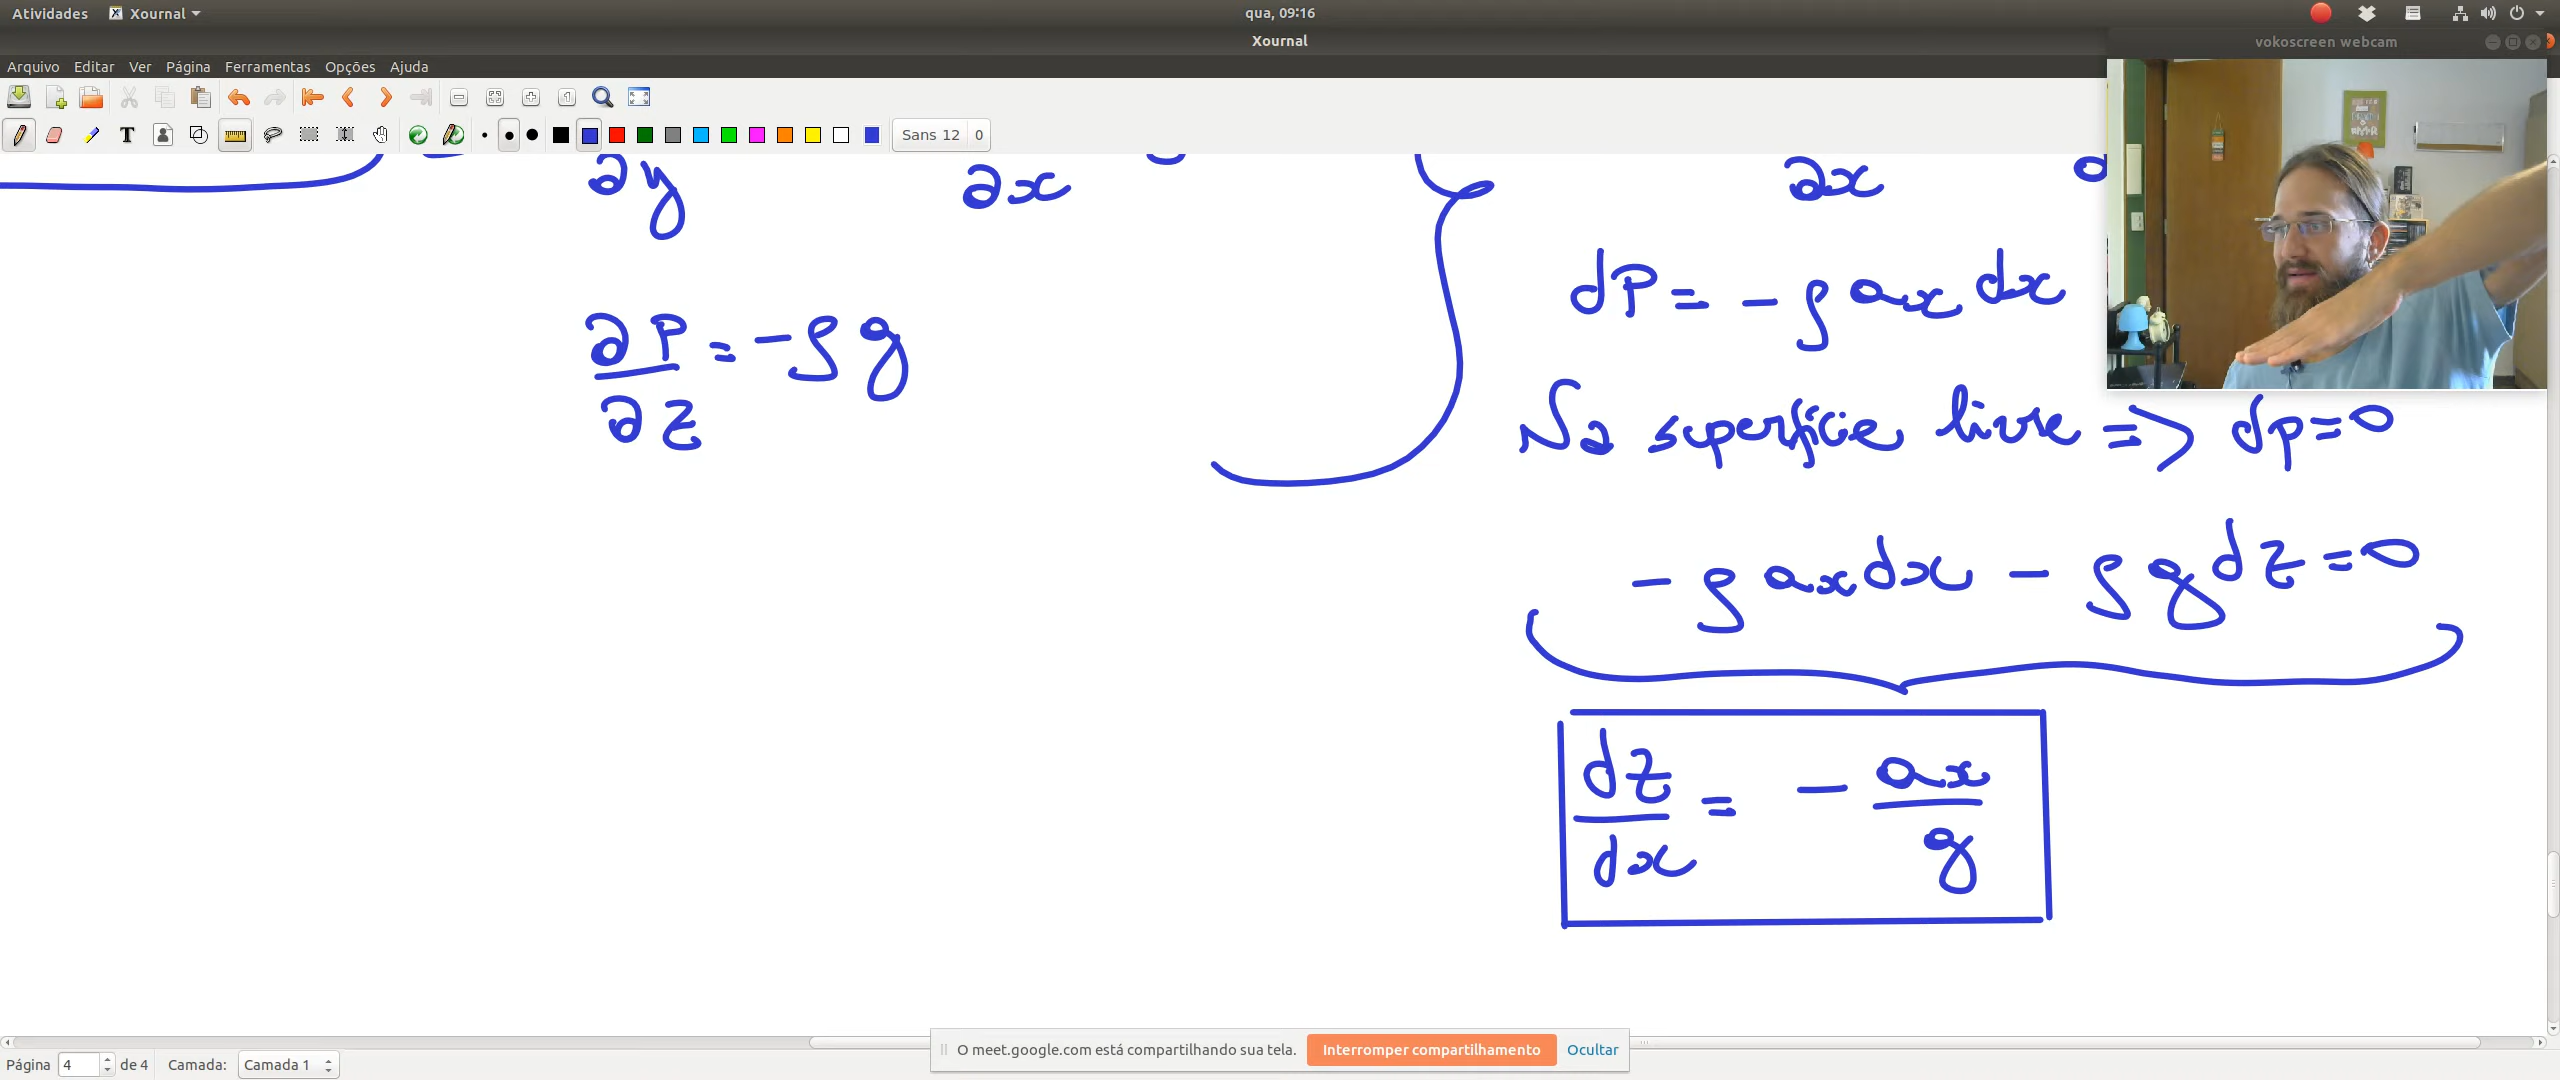 Atividades Xournal qua, 09:16
Xournal
vokoscreen webcam
Arquivo Editar Ver Página Ferramentas Opções Ajuda
T Sans 12 0
∂y ∂x ∂x
dP = - ρ ax dx
∂P/∂z = -ρ g
Na superfície livre => dp=0
- ρ ax dx - ρ g dz = 0
dz/dx = - ax/g
O meet.google.com está compartilhando sua tela. Interromper compartilhamento Ocultar
Página 4 de 4 Camada: Camada 1